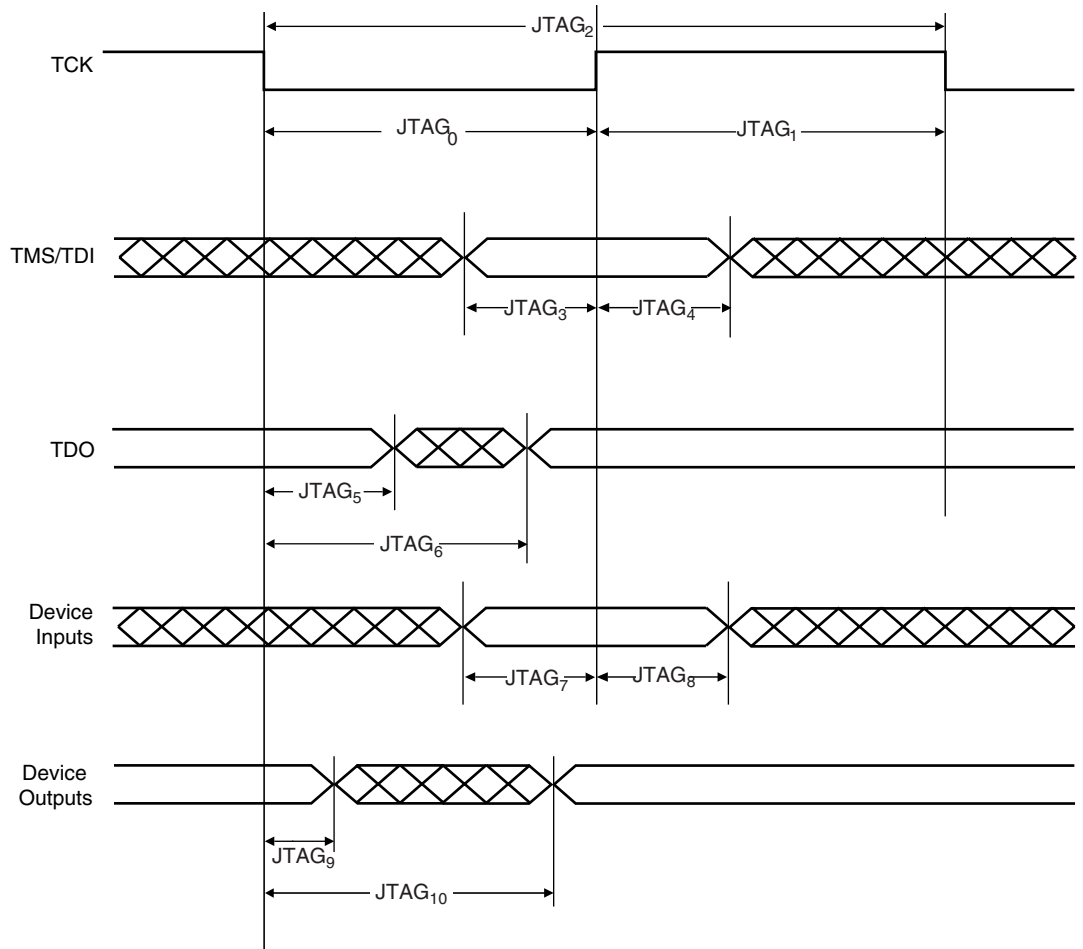 JTAG₂
TCK
JTAG₀
JTAG₁
TMS/TDI
JTAG₃
JTAG₄
TDO
JTAG₅
JTAG₆
Device
Inputs
JTAG₇
JTAG₈
Device
Outputs
JTAG₉
JTAG₁₀